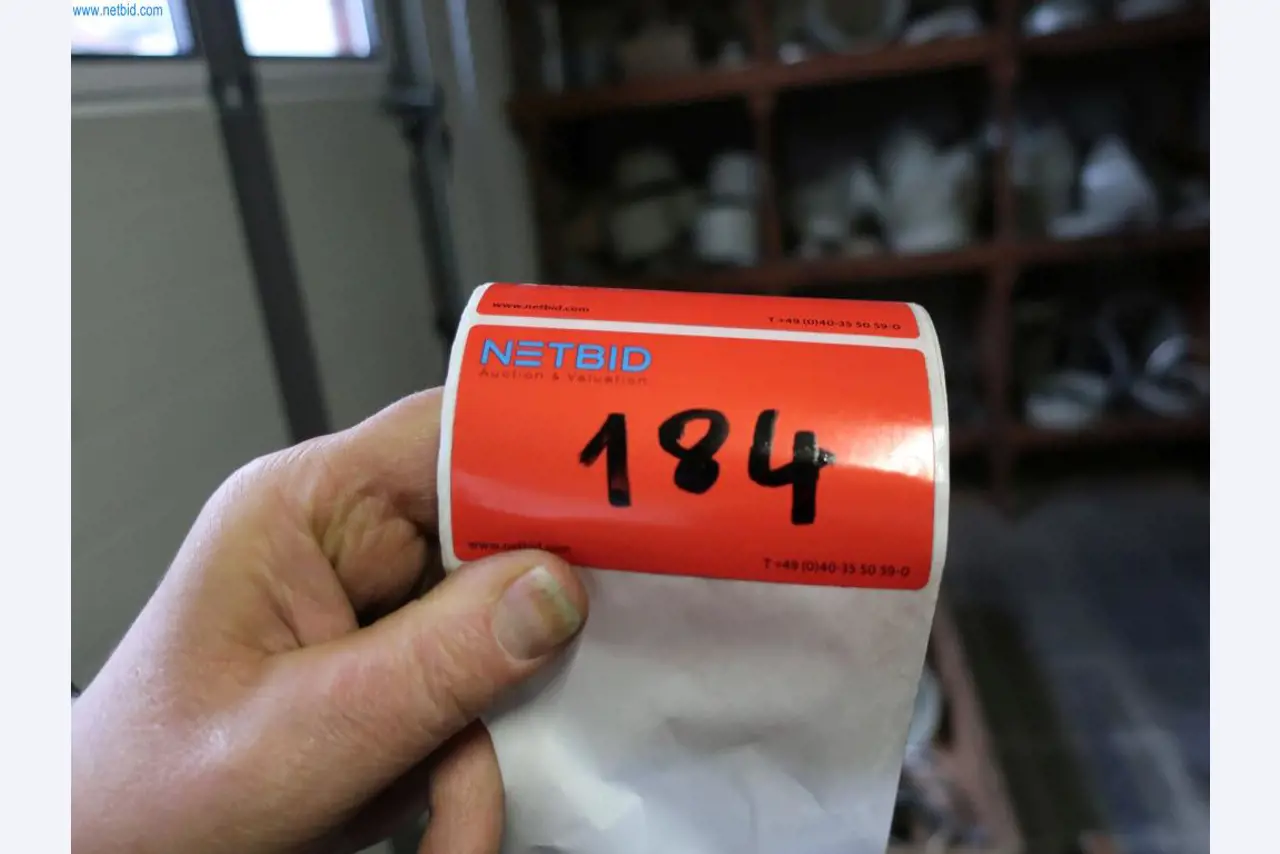 www.netbid.com
www.netbid.com
T +49 (0)40-35 50 59-0
NETBID
Auction & Valuation
184
www.netbid.com
T +49 (0)40-35 50 59-0